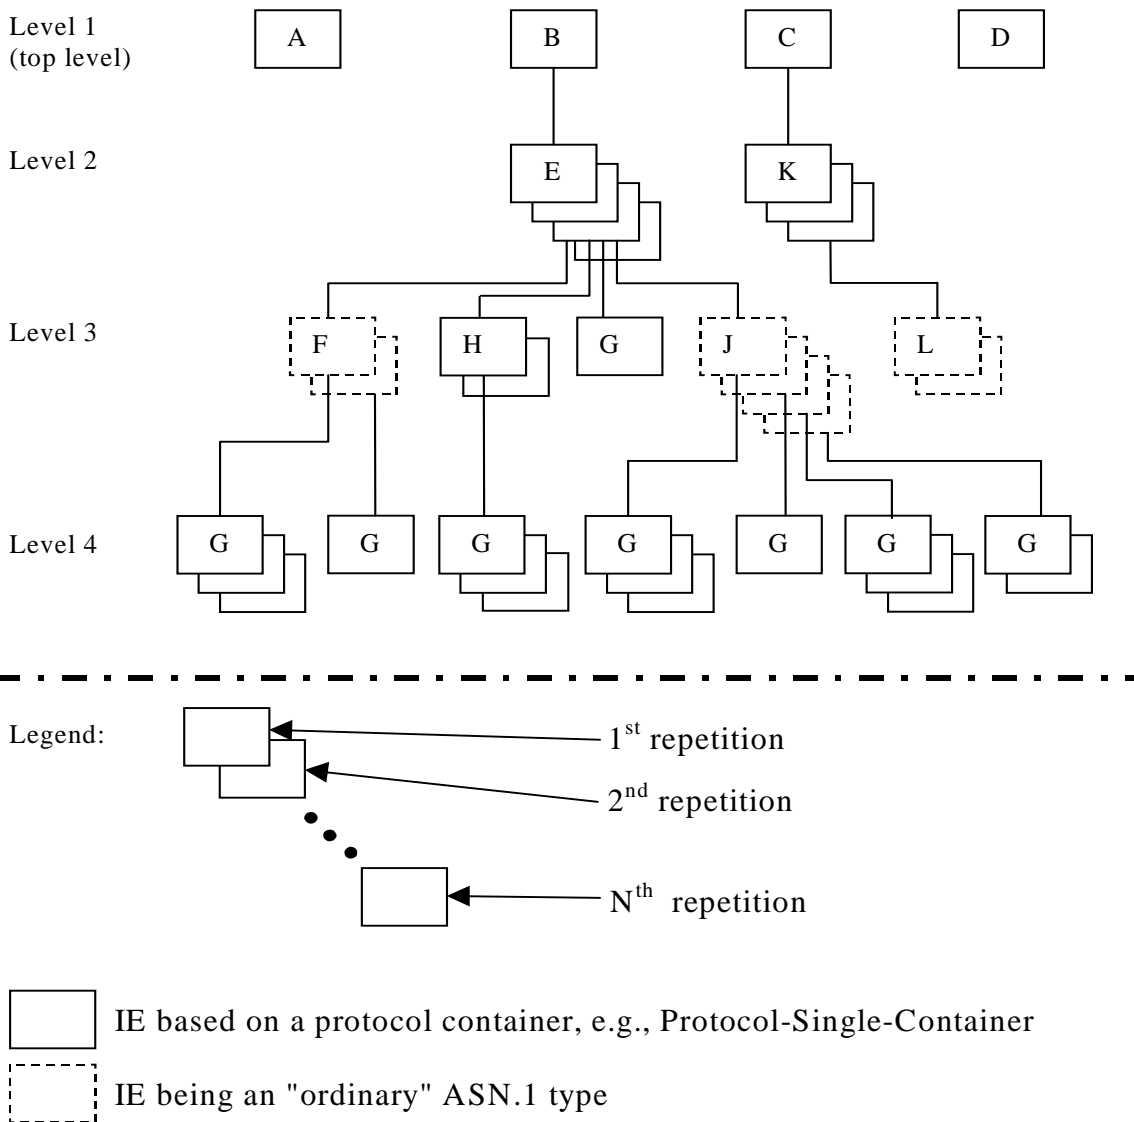 Level 1
(top level)
A B C D
Level 2
E K
Level 3
F H G J L
Level 4
G G G G G G G
Legend:
1st repetition
2nd repetition
Nth repetition
IE based on a protocol container, e.g., Protocol-Single-Container
IE being an "ordinary" ASN.1 type